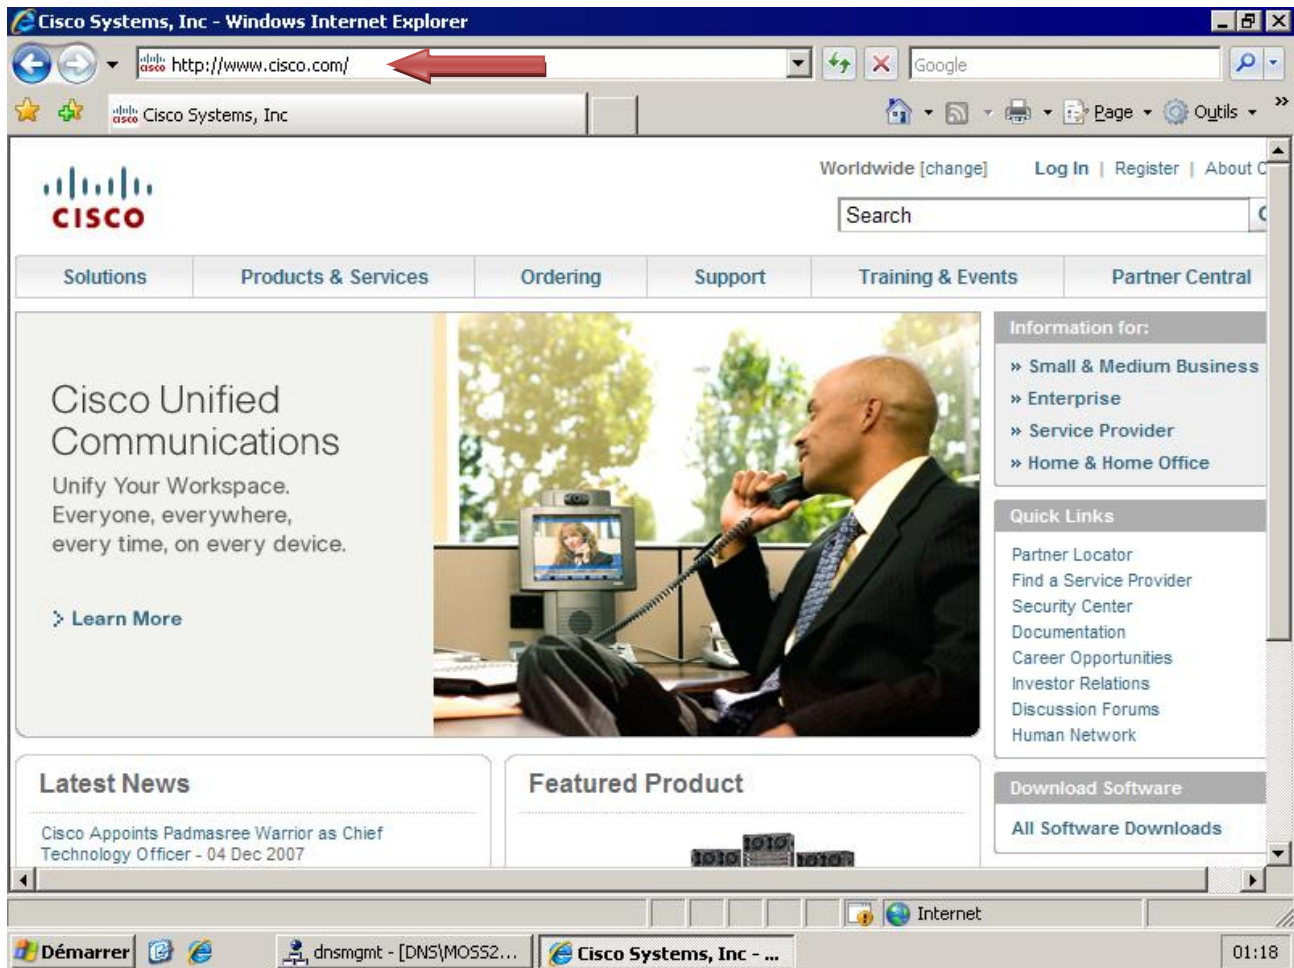 Cisco Systems, Inc - Windows Internet Explorer
http://www.cisco.com/
Google
Cisco Systems, Inc
Page
Outils
»
Worldwide [change]
Log In | Register | About
CISCO
Search
Solutions
Products & Services
Ordering
Support
Training & Events
Partner Central
Cisco Unified
Communications
Unify Your Workspace.
Everyone, everywhere,
every time, on every device.
Learn More
Information for:
» Small & Medium Business
» Enterprise
» Service Provider
» Home & Home Office
Quick Links
Partner Locator
Find a Service Provider
Security Center
Documentation
Career Opportunities
Investor Relations
Discussion Forums
Human Network
Download Software
All Software Downloads
Latest News
Cisco Appoints Padmasree Warrior as Chief
Technology Officer - 04 Dec 2007
Featured Product
Internet
Démarrer
dnsmgmt - [DNS\MOSS2...
Cisco Systems, Inc - ...
01:18